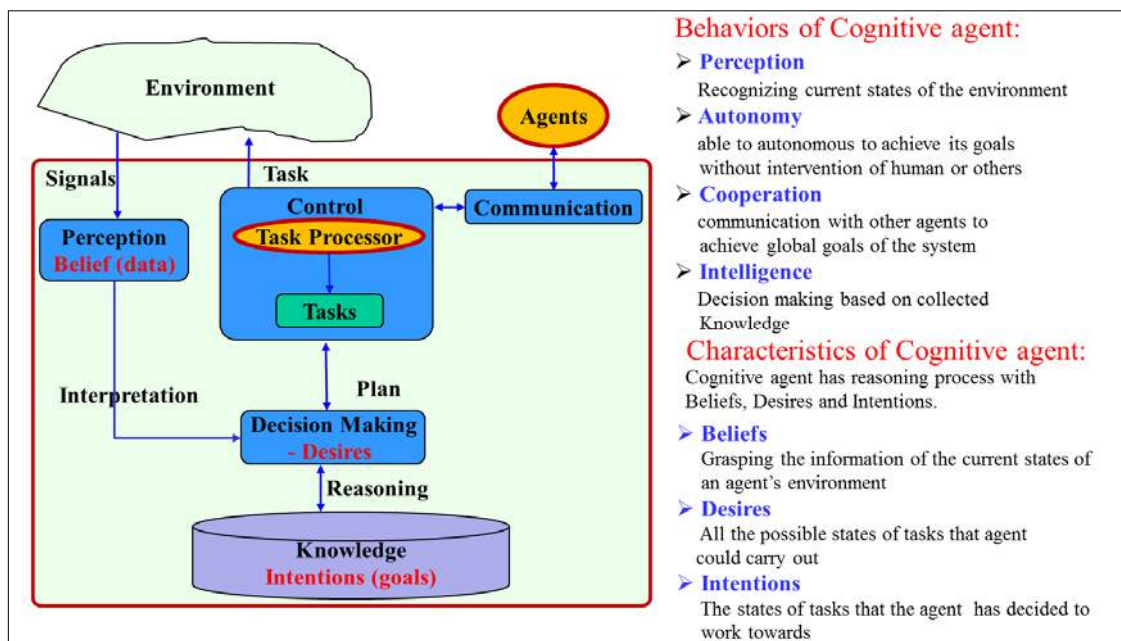 Environment
Agents
Signals
Task
Control
Communication
Perception
Belief (data)
Task Processor
Tasks
Interpretation
Plan
Decision Making
- Desires
Reasoning
Knowledge
Intentions (goals)
Behaviors of Cognitive agent:
➢ Perception
Recognizing current states of the environment
➢ Autonomy
able to autonomous to achieve its goals
without intervention of human or others
➢ Cooperation
communication with other agents to
achieve global goals of the system
➢ Intelligence
Decision making based on collected
Knowledge
Characteristics of Cognitive agent:
Cognitive agent has reasoning process with
Beliefs, Desires and Intentions.
➢ Beliefs
Grasping the information of the current states of
an agent's environment
➢ Desires
All the possible states of tasks that agent
could carry out
➢ Intentions
The states of tasks that the agent has decided to
work towards